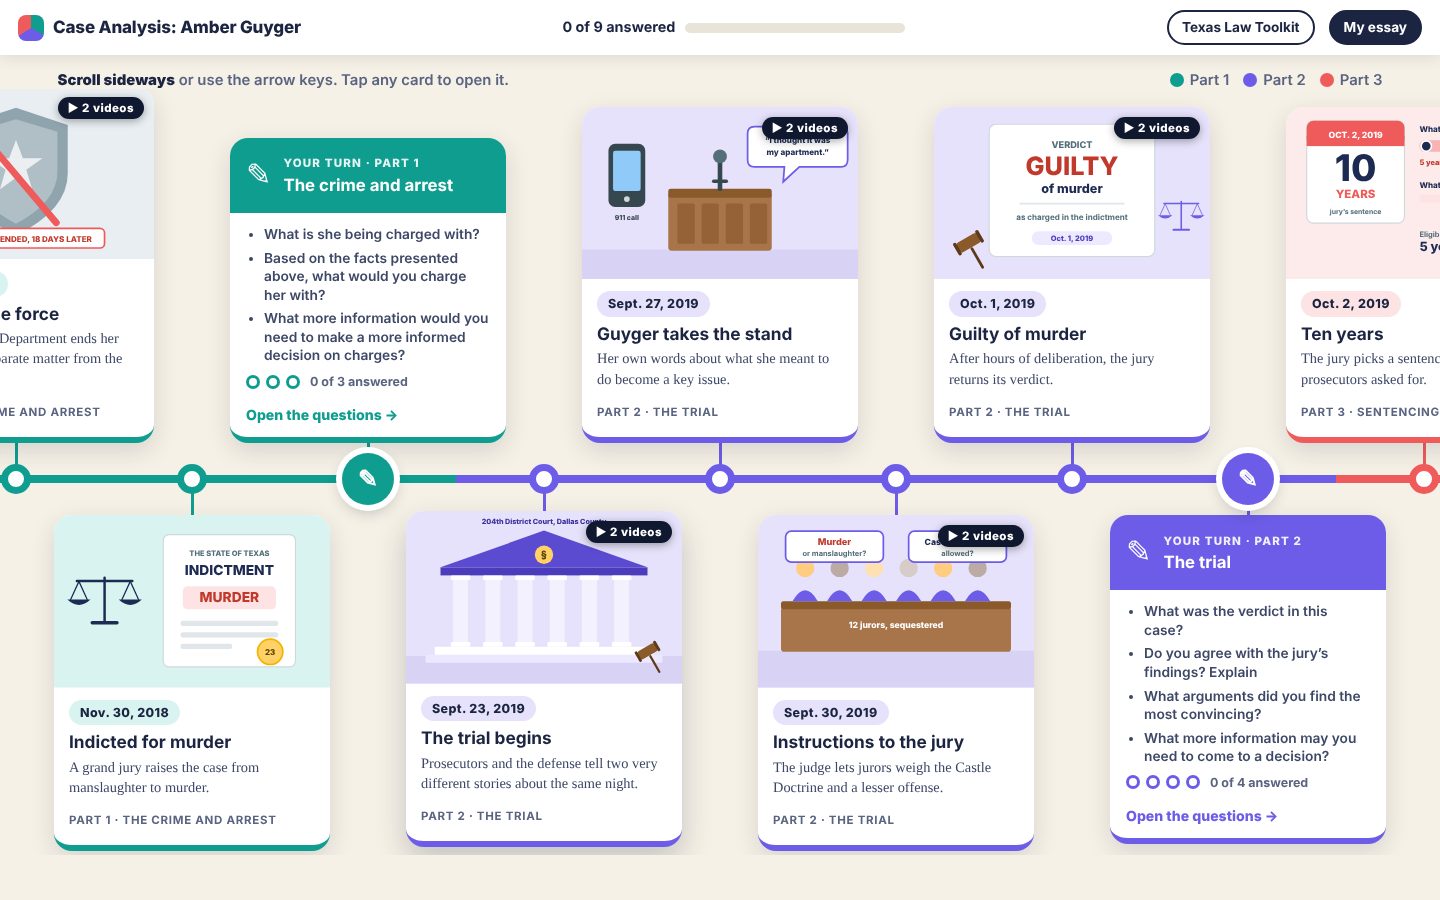 Case Analysis: Amber Guyger
0 of 9 answered
Texas Law Toolkit
My essay
Scroll sideways or use the arrow keys. Tap any card to open it.
Part 1
Part 2
Part 3
▶ 2 videos
ENDED, 18 DAYS LATER
e force
Department ends her
parate matter from the
ME AND ARREST
YOUR TURN · PART 1
The crime and arrest
• What is she being charged with?
• Based on the facts presented
above, what would you charge
her with?
• What more information would you
need to make a more informed
decision on charges?
0 of 3 answered
Open the questions →
▶ 2 videos
"I thought it was
my apartment."
911 call
Sept. 27, 2019
Guyger takes the stand
Her own words about what she meant to
do become a key issue.
PART 2 · THE TRIAL
▶ 2 videos
VERDICT
GUILTY
of murder
as charged in the indictment
Oct. 1, 2019
Oct. 1, 2019
Guilty of murder
After hours of deliberation, the jury
returns its verdict.
PART 2 · THE TRIAL
OCT. 2, 2019
10
YEARS
jury's sentence
What
5 year
What
Eligib
5 ye
Oct. 2, 2019
Ten years
The jury picks a sentenc
prosecutors asked for.
PART 3 · SENTENCING
THE STATE OF TEXAS
INDICTMENT
MURDER
23
Nov. 30, 2018
Indicted for murder
A grand jury raises the case from
manslaughter to murder.
PART 1 · THE CRIME AND ARREST
204th District Court, Dallas County
▶ 2 videos
§
Sept. 23, 2019
The trial begins
Prosecutors and the defense tell two very
different stories about the same night.
PART 2 · THE TRIAL
Murder
or manslaughter?
▶ 2 videos
allowed?
12 jurors, sequestered
Sept. 30, 2019
Instructions to the jury
The judge lets jurors weigh the Castle
Doctrine and a lesser offense.
PART 2 · THE TRIAL
YOUR TURN · PART 2
The trial
• What was the verdict in this
case?
• Do you agree with the jury's
findings? Explain
• What arguments did you find the
most convincing?
• What more information may you
need to come to a decision?
0 of 4 answered
Open the questions →